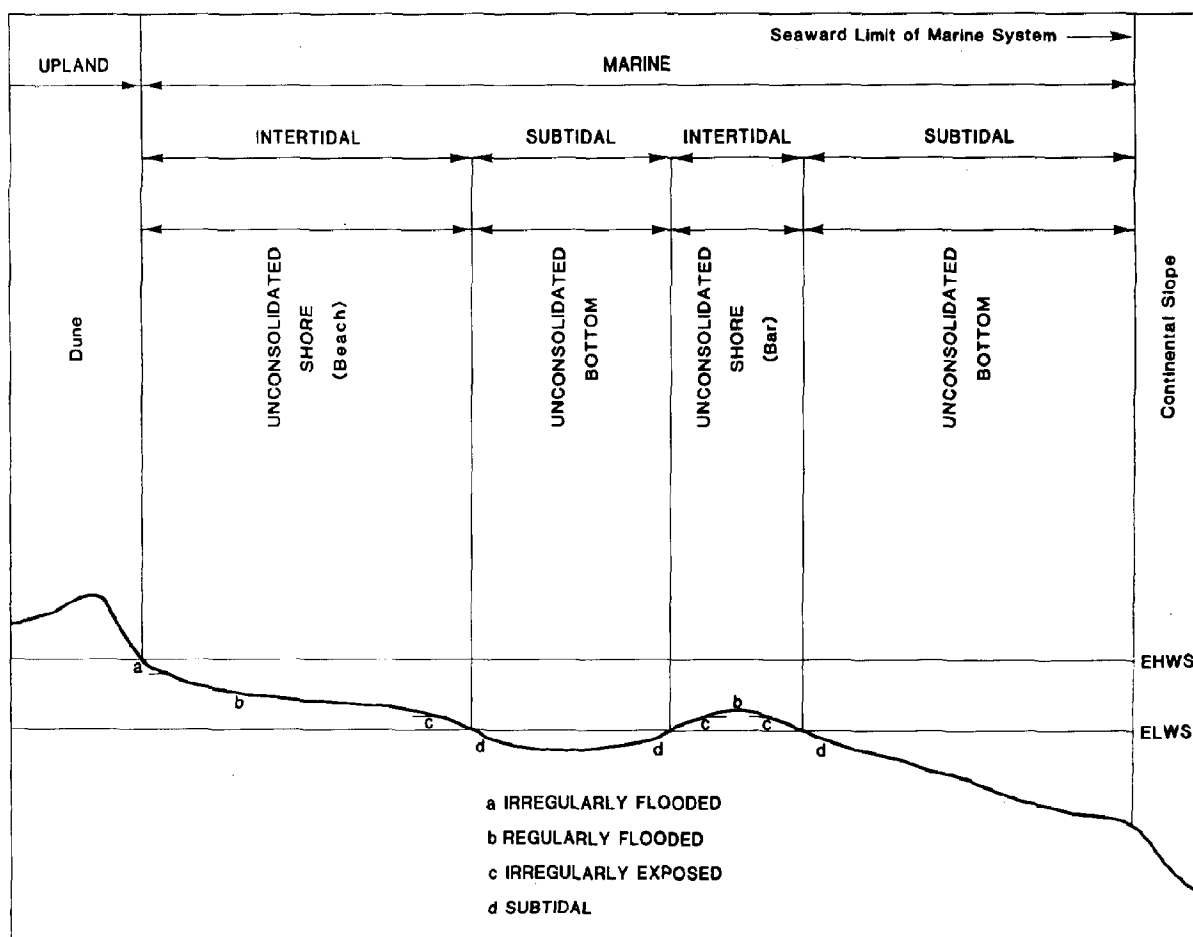 Seaward Limit of Marine System
UPLAND
MARINE
INTERTIDAL
SUBTIDAL
INTERTIDAL
SUBTIDAL
Dune
UNCONSOLIDATED
SHORE
(Beach)
UNCONSOLIDATED
BOTTOM
UNCONSOLIDATED
SHORE
(Bar)
UNCONSOLIDATED
BOTTOM
Continental Slope
EHWS
a
b
b
c
c
c
ELWS
d
d
d
a IRREGULARLY FLOODED
b REGULARLY FLOODED
c IRREGULARLY EXPOSED
d SUBTIDAL